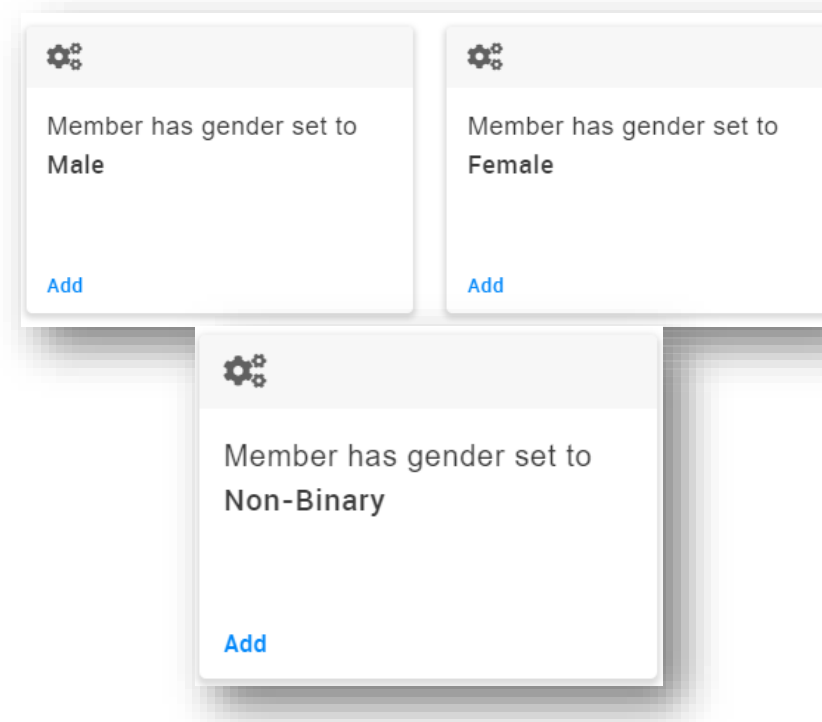 Member has gender set to
Male
Add
Member has gender set to
Female
Add
Member has gender set to
Non-Binary
Add